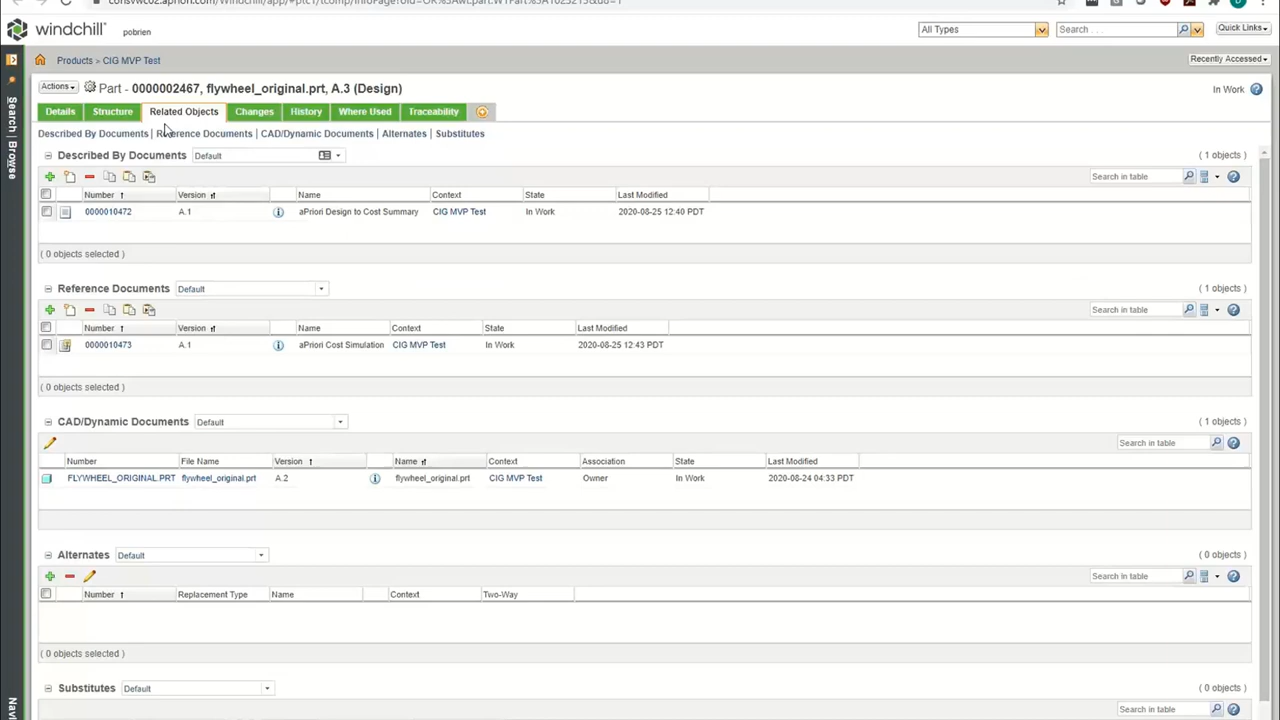 windchill pobrien All Types Search . . . Quick Links
Products > CIG MVP Test Recently Accessed
Actions Part - 0000002467, flywheel_original.prt, A.3 (Design) In Work
Details Structure Related Objects Changes History Where Used Traceability
Described By Documents | Reference Documents | CAD/Dynamic Documents | Alternates | Substitutes
Search | Browse
Described By Documents Default ( 1 objects )
Search in table
Number Version Name Context State Last Modified
0000010472 A.1 aPriori Design to Cost Summary CIG MVP Test In Work 2020-08-25 12:40 PDT
( 0 objects selected )
Reference Documents Default ( 1 objects )
Search in table
Number Version Name Context State Last Modified
0000010473 A.1 aPriori Cost Simulation CIG MVP Test In Work 2020-08-25 12:43 PDT
( 0 objects selected )
CAD/Dynamic Documents Default ( 1 objects )
Search in table
Number File Name Version Name Context Association State Last Modified
FLYWHEEL_ORIGINAL.PRT flywheel_original.prt A.2 flywheel_original.prt CIG MVP Test Owner In Work 2020-08-24 04:33 PDT
Alternates Default ( 0 objects )
Search in table
Number Replacement Type Name Context Two-Way
( 0 objects selected )
Substitutes Default ( 0 objects )
Search in table